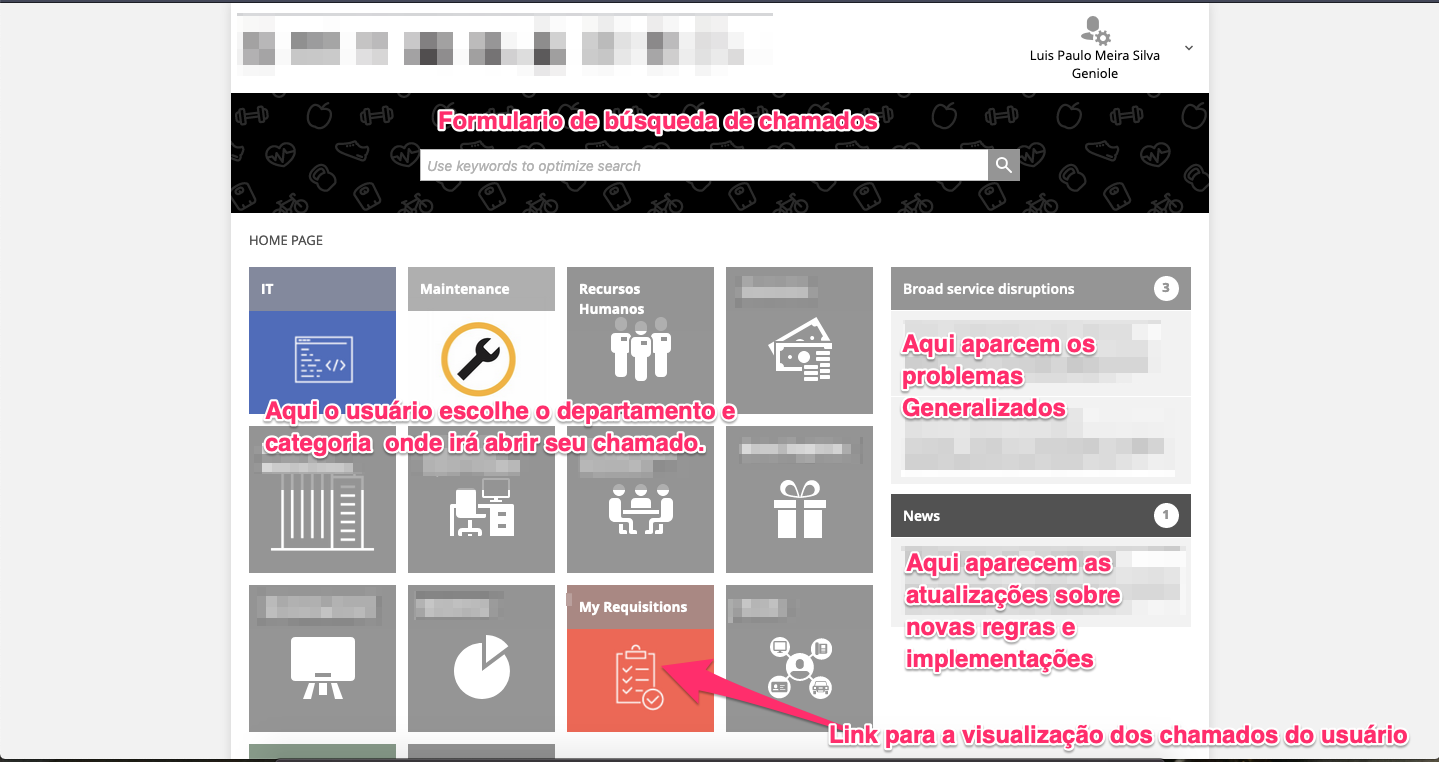 Luis Paulo Meira Silva
Geniole
Formulario de búsqueda de chamados
Use keywords to optimize search
HOME PAGE
IT
Maintenance
Recursos
Humanos
Broad service disruptions
3
Aqui aparcem os
problemas
Generalizados
Aqui o usuário escolhe o departamento e
categoria onde irá abrir seu chamado.
News
1
Aqui aparecem as
atualizações sobre
novas regras e
implementações
My Requisitions
Link para a visualização dos chamados do usuário